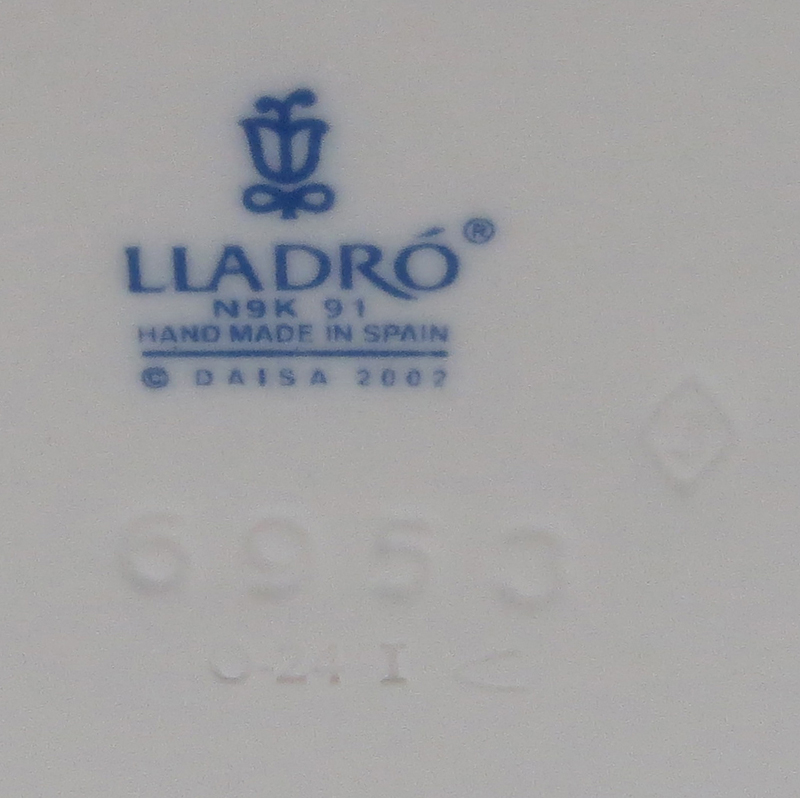 LLADRÓ®
N9K 91
HAND MADE IN SPAIN
© DAISA 2002
6953